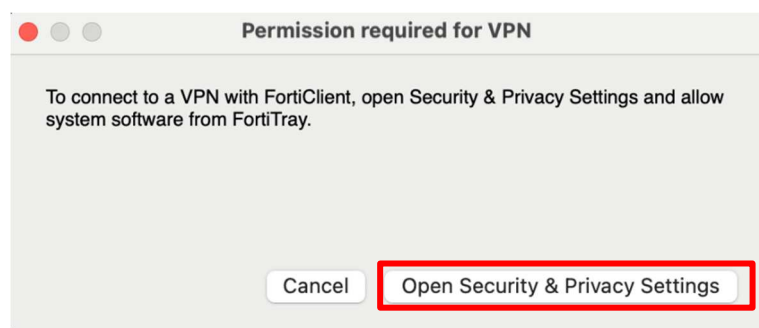 Permission required for VPN
To connect to a VPN with FortiClient, open Security & Privacy Settings and allow
system software from FortiTray.
Cancel
Open Security & Privacy Settings